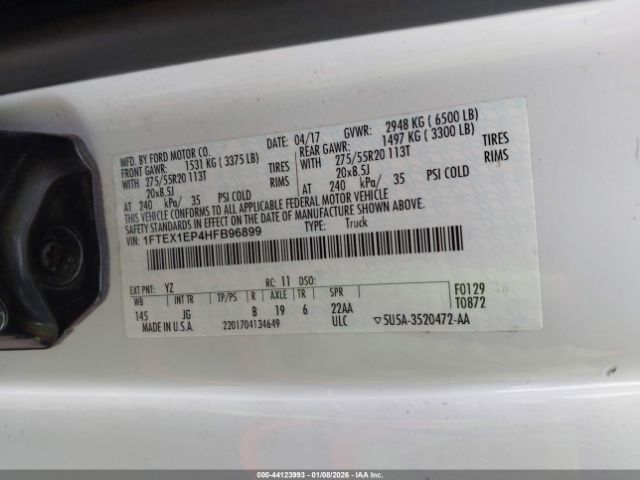 MFD. BY FORD MOTOR CO.
DATE: 04/17 GVWR: 2948 KG ( 6500 LB)
FRONT GAWR: 1531 KG ( 3375 LB) REAR GAWR: 1497 KG ( 3300 LB)
WITH 275/55R20 113T TIRES WITH 275/55R20 113T TIRES
20x8.5J RIMS 20x8.5J RIMS
AT 240 kPa/ 35 PSI COLD AT 240 kPa/ 35 PSI COLD
THIS VEHICLE CONFORMS TO ALL APPLICABLE FEDERAL MOTOR VEHICLE
SAFETY STANDARDS IN EFFECT ON THE DATE OF MANUFACTURE SHOWN ABOVE.
VIN: 1FTEX1EP4HFB96899 TYPE: Truck
EXT PNT: YZ RC: 11 DSO:
WB INT TR TP/PS R AXLE TR SPR
145 JG B 19 6 22AA
MADE IN U.S.A. 2201704134649 ULC
F0129
T0872
▽5U5A-3520472-AA
000-44123993 | 01/08/2026 - IAAI, Inc.